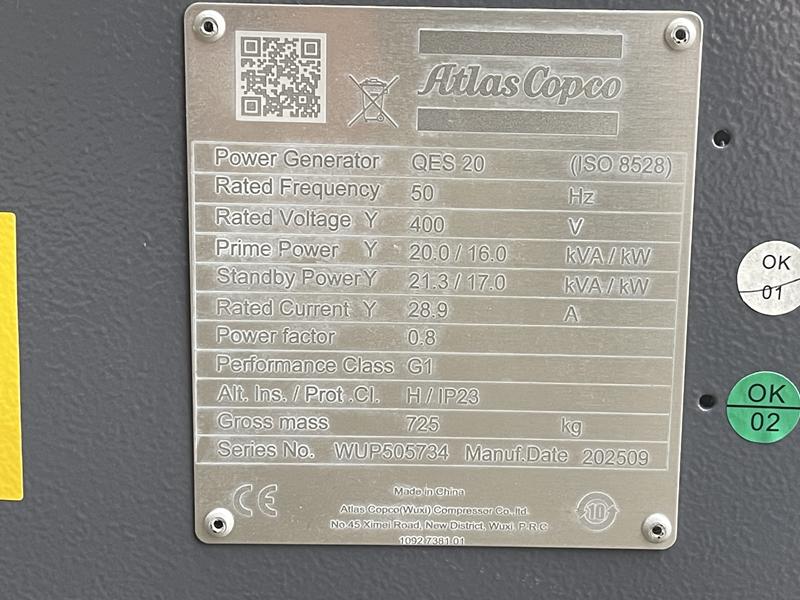 Atlas Copco
Power Generator QES 20 (ISO 8528)
Rated Frequency 50 Hz
Rated Voltage Y 400 V
Prime Power Y 20.0 / 16.0 kVA / kW
Standby Power Y 21.3 / 17.0 kVA / kW
Rated Current Y 28.9 A
Power factor 0.8
Performance Class G1
Alt. Ins. / Prot .Cl. H / IP23
Gross mass 725 kg
Series No. WUP505734 Manuf.Date 202509
CE
Made in China
Atlas Copco(Wuxi) Compressor Co.,ltd.
No.45 Ximei Road, New District, Wuxi, P.R.C
1092 7381 01
10
OK
01
OK
02